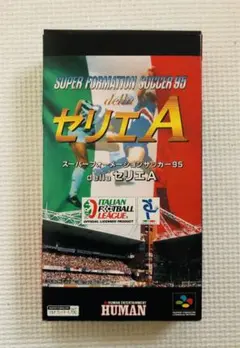 SUPER FORMATION SOCCER 95
della
セリエA
スーパーフォーメーションサッカー95
della セリエA
ITALIAN
FOOTBALL
LEAGUE
OFFICIAL LICENSED PRODUCT
HUMAN ENTERTAINMENT
HUMAN